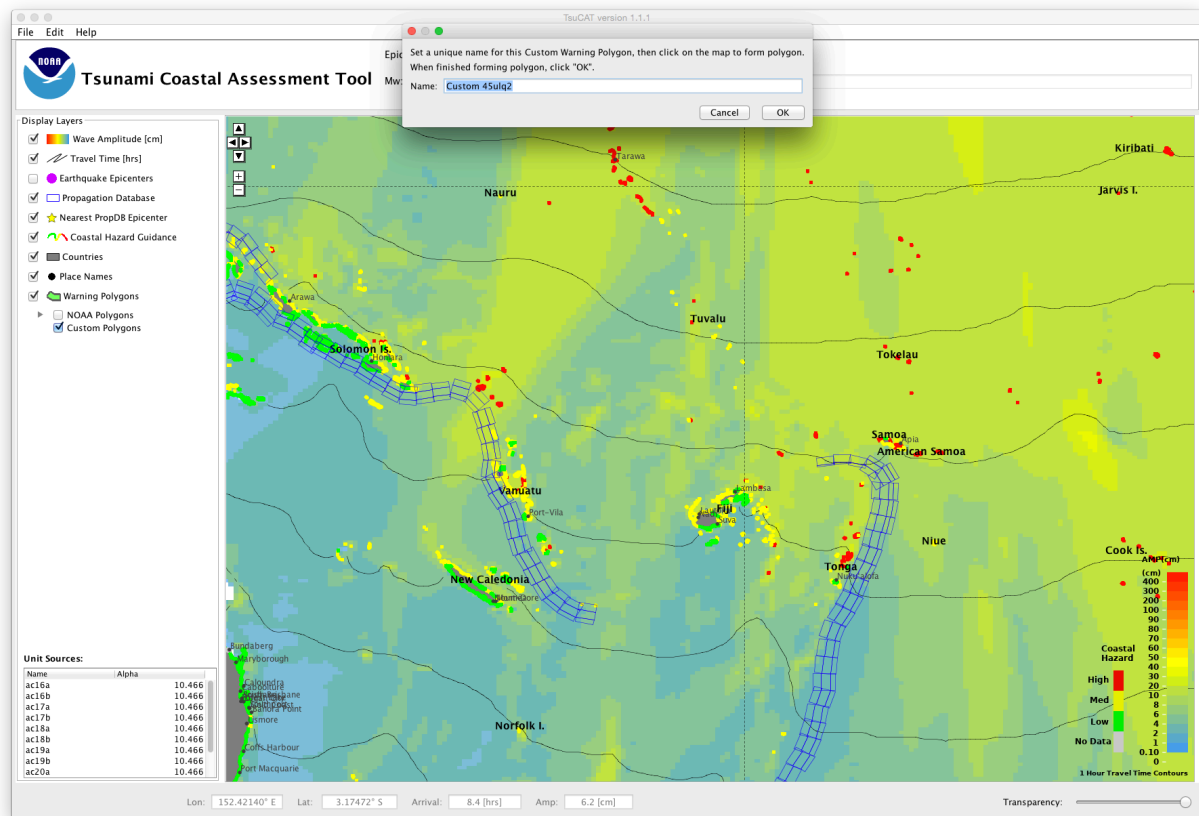 TsuCAT version 1.1.1
File Edit Help
NOAA
Tsunami Coastal Assessment Tool
Epic
Mw:
Set a unique name for this Custom Warning Polygon, then click on the map to form polygon.
When finished forming polygon, click "OK".
Name: Custom 45ulq2
Cancel OK
Display Layers
Wave Amplitude [cm]
Travel Time [hrs]
Earthquake Epicenters
Propagation Database
Nearest PropDB Epicenter
Coastal Hazard Guidance
Countries
Place Names
Warning Polygons
NOAA Polygons
Custom Polygons
Unit Sources:
Name Alpha
ac16a 10.466
ac16b 10.466
ac17a 10.466
ac17b 10.466
ac18a 10.466
ac18b 10.466
ac19a 10.466
ac19b 10.466
ac20a 10.466
Tarawa
Kiribati
Nauru
Jarvis I.
Arawa
Tuvalu
Solomon Is.
Honiara
Tokelau
Samoa
Apia
American Samoa
Vanuatu
Port-Vila
Lambasa
Fiji
Suva
Niue
Cook Is.
Tonga
Nuku'alofa
New Caledonia
Norfolk I.
Bundaberg
Maryborough
Caloundra
Caboolture
Banora Point
Lismore
Coffs Harbour
Port Macquarie
AMP(cm)
(cm)
400
300
200
100
90
80
70
60
50
40
30
20
10
8
6
4
2
1
0.10
0
Coastal
Hazard
High
Med
Low
No Data
1 Hour Travel Time Contours
Lon: 152.42140° E Lat: 3.17472° S Arrival: 8.4 [hrs] Amp: 6.2 [cm] Transparency: